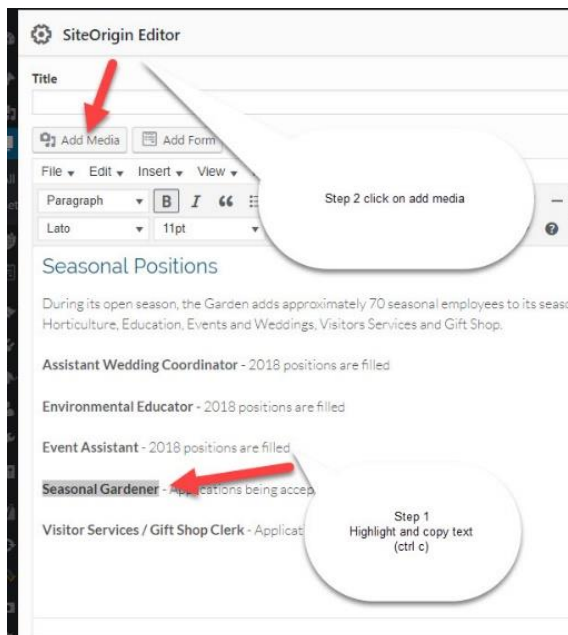 SiteOrigin Editor
Title
Add Media Add Form
File Edit Insert View
Paragraph B I
Lato 11pt
Step 2 click on add media
Seasonal Positions
During its open season, the Garden adds approximately 70 seasonal employees to its
Horticulture, Education, Events and Weddings, Visitors Services and Gift Shop.
Assistant Wedding Coordinator - 2018 positions are filled
Environmental Educator - 2018 positions are filled
Event Assistant - 2018 positions are filled
Seasonal Gardener - Applications being accep
Visitor Services / Gift Shop Clerk - Applicat
Step 1
Highlight and copy text
(ctrl c)